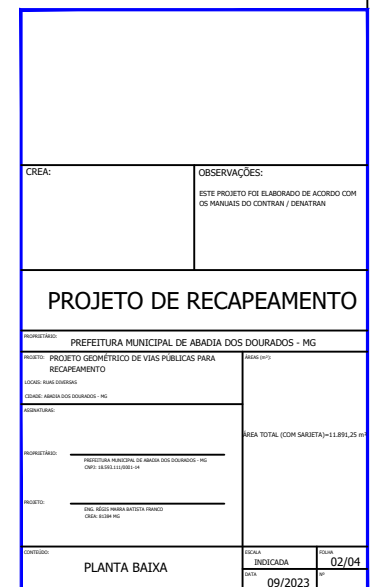 CREA:
OBSERVAÇÕES:
ESTE PROJETO FOI ELABORADO DE ACORDO COM
OS MANUAIS DO CONTRAN / DENATRAN
PROJETO DE RECAPEAMENTO
PROPRIETÁRIO:
PREFEITURA MUNICIPAL DE ABADIA DOS DOURADOS - MG
PROJETO: PROJETO GEOMÉTRICO DE VIAS PÚBLICAS PARA
RECAPEAMENTO
LOCAIS: RUAS DIVERSAS
CIDADE: ABADIA DOS DOURADOS - MG
ÁREAS (m²):
ÁREA TOTAL (COM SARJETA)=11.891,25 m²
ASSINATURAS:
PROPRIETÁRIO:
PREFEITURA MUNICIPAL DE ABADIA DOS DOURADOS - MG
CNPJ: 18.593.111/0001-14
PROJETO:
ENG. RÉGIS MARRA BATISTA FRANCO
CREA: 81384 MG
CONTEÚDO:
PLANTA BAIXA
ESCALA
INDICADA
FOLHA
02/04
DATA
09/2023
Nº